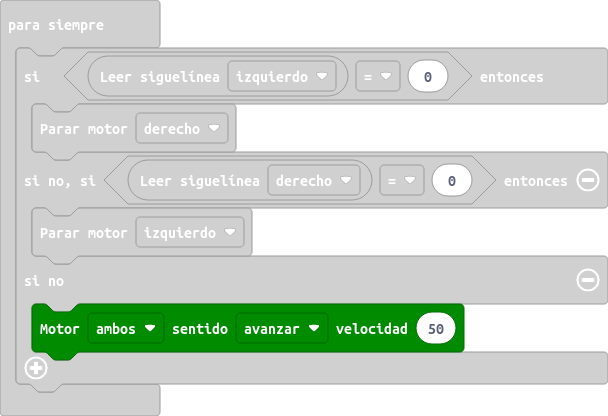 para siempre
si Leer siguelínea izquierdo = 0 entonces
Parar motor derecho
si no, si Leer siguelínea derecho = 0 entonces
Parar motor izquierdo
si no
Motor ambos sentido avanzar velocidad 50